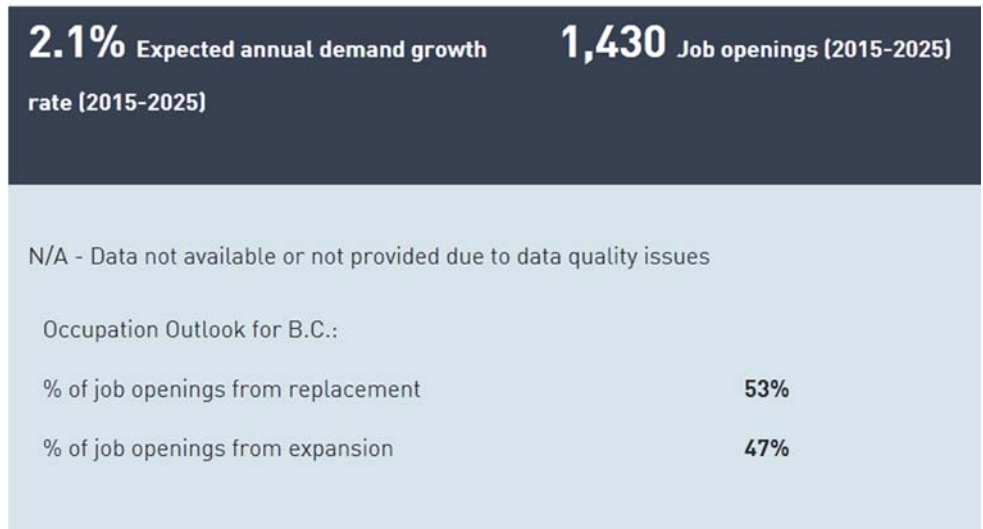 2.1% Expected annual demand growth
rate (2015-2025)
1,430 Job openings (2015-2025)
N/A - Data not available or not provided due to data quality issues
Occupation Outlook for B.C.:
% of job openings from replacement 53%
% of job openings from expansion 47%